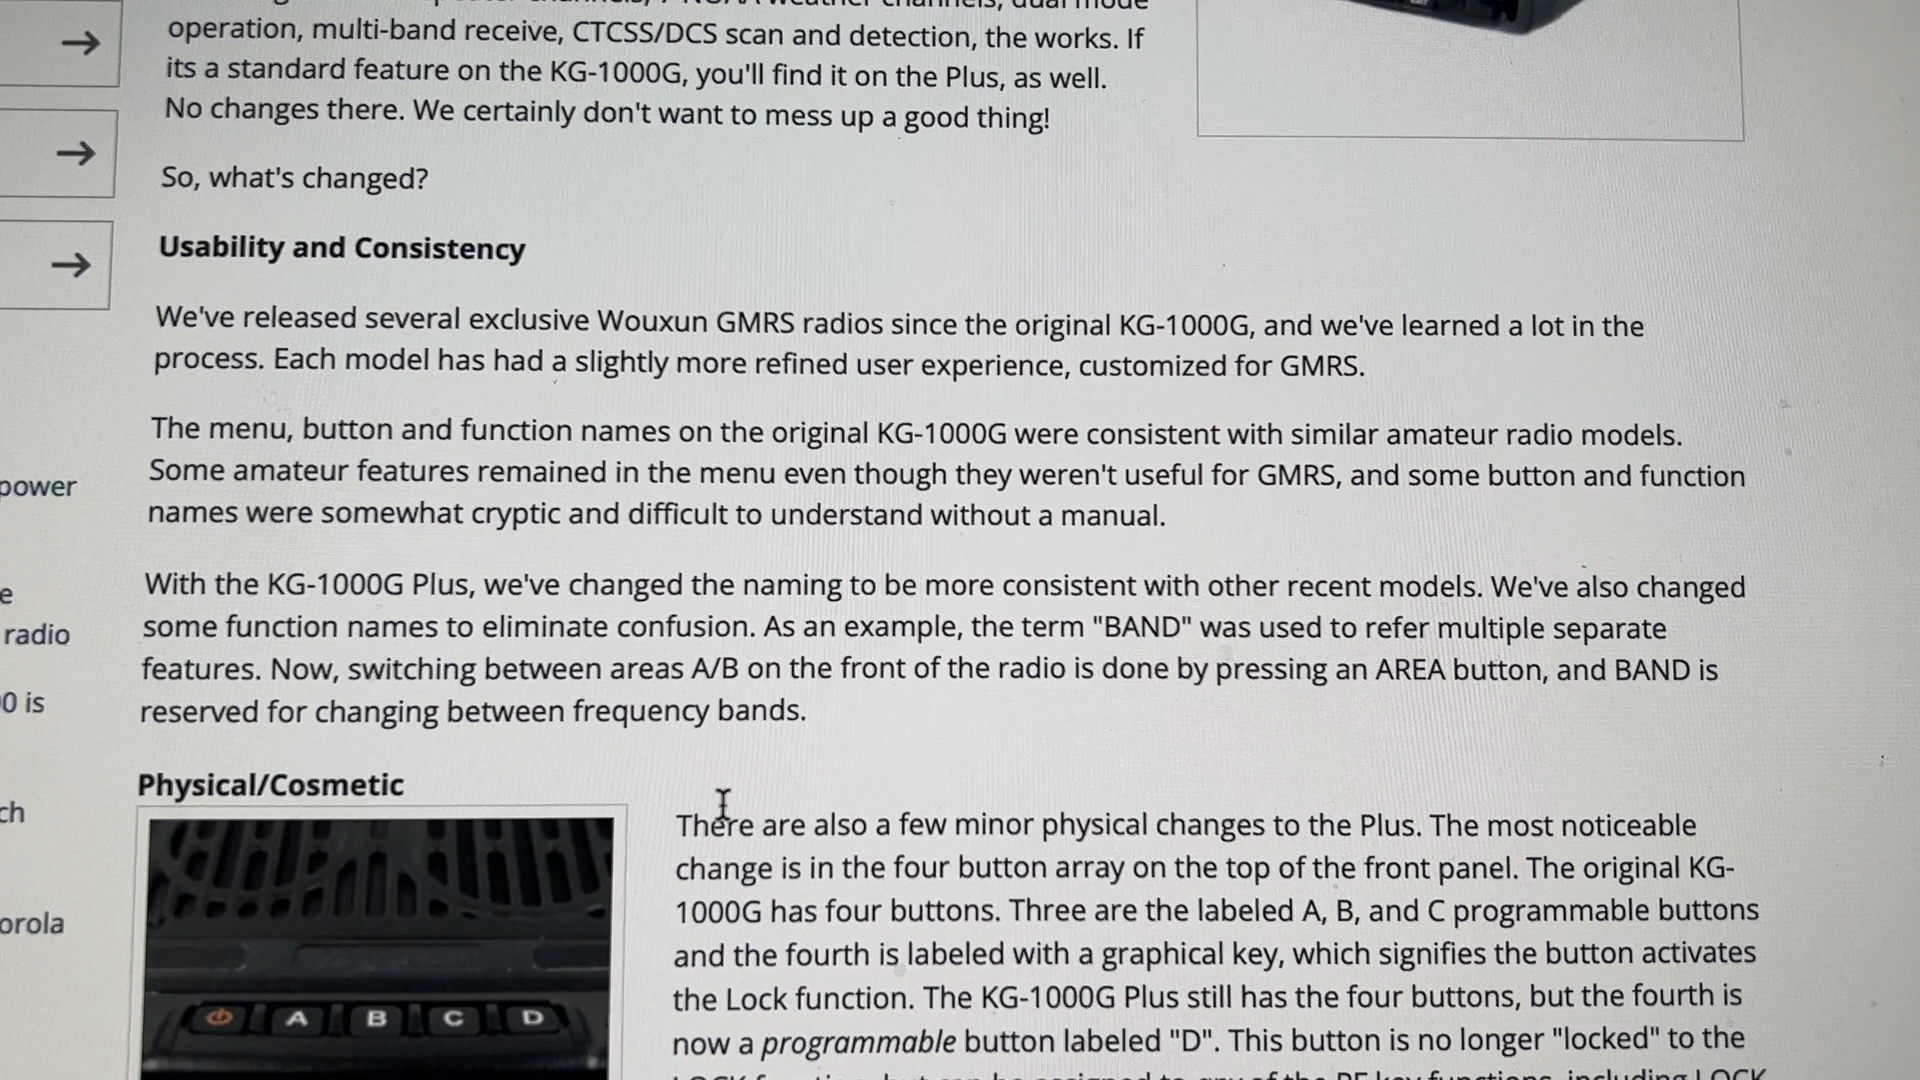 operation, multi-band receive, CTCSS/DCS scan and detection, the works. If
its a standard feature on the KG-1000G, you'll find it on the Plus, as well.
No changes there. We certainly don't want to mess up a good thing!
So, what's changed?
Usability and Consistency
We've released several exclusive Wouxun GMRS radios since the original KG-1000G, and we've learned a lot in the
process. Each model has had a slightly more refined user experience, customized for GMRS.
The menu, button and function names on the original KG-1000G were consistent with similar amateur radio models.
Some amateur features remained in the menu even though they weren't useful for GMRS, and some button and function
names were somewhat cryptic and difficult to understand without a manual.
With the KG-1000G Plus, we've changed the naming to be more consistent with other recent models. We've also changed
some function names to eliminate confusion. As an example, the term "BAND" was used to refer multiple separate
features. Now, switching between areas A/B on the front of the radio is done by pressing an AREA button, and BAND is
reserved for changing between frequency bands.
Physical/Cosmetic
There are also a few minor physical changes to the Plus. The most noticeable
change is in the four button array on the top of the front panel. The original KG-
1000G has four buttons. Three are the labeled A, B, and C programmable buttons
and the fourth is labeled with a graphical key, which signifies the button activates
the Lock function. The KG-1000G Plus still has the four buttons, but the fourth is
now a programmable button labeled "D". This button is no longer "locked" to the
A B C D
power
radio
is